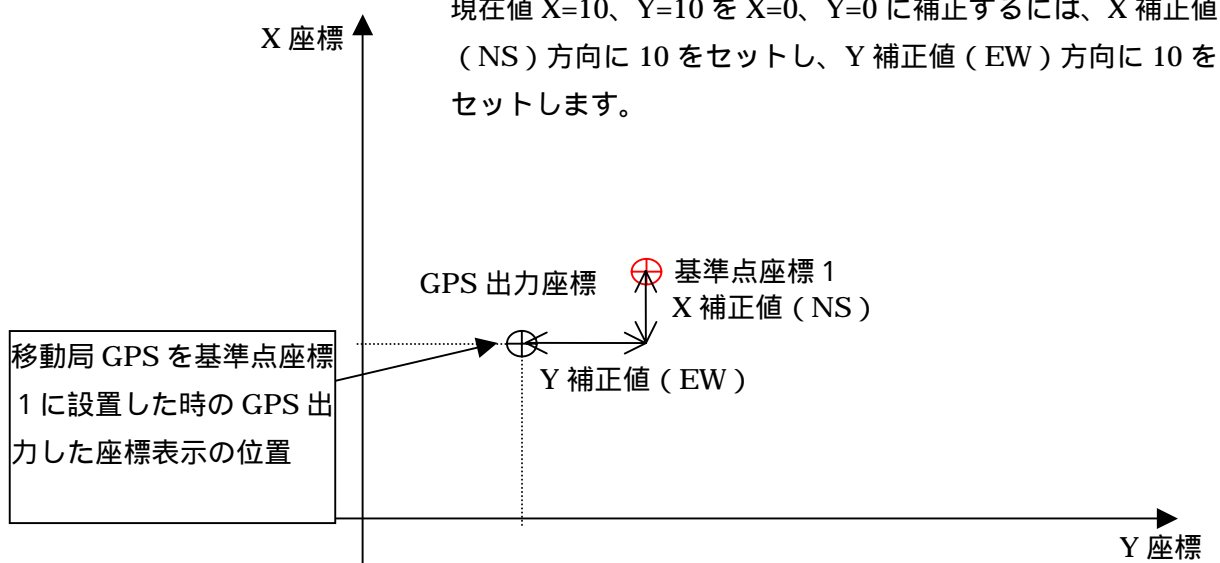 現在値 X=10、Y=10 を X=0、Y=0 に補正するには、X 補正値
（NS）方向に 10 をセットし、Y 補正値（EW）方向に 10 を
セットします。
X 座標
GPS 出力座標
基準点座標 1
X 補正値（NS）
Y 補正値（EW）
移動局 GPS を基準点座標
1 に設置した時の GPS 出
力した座標表示の位置
Y 座標